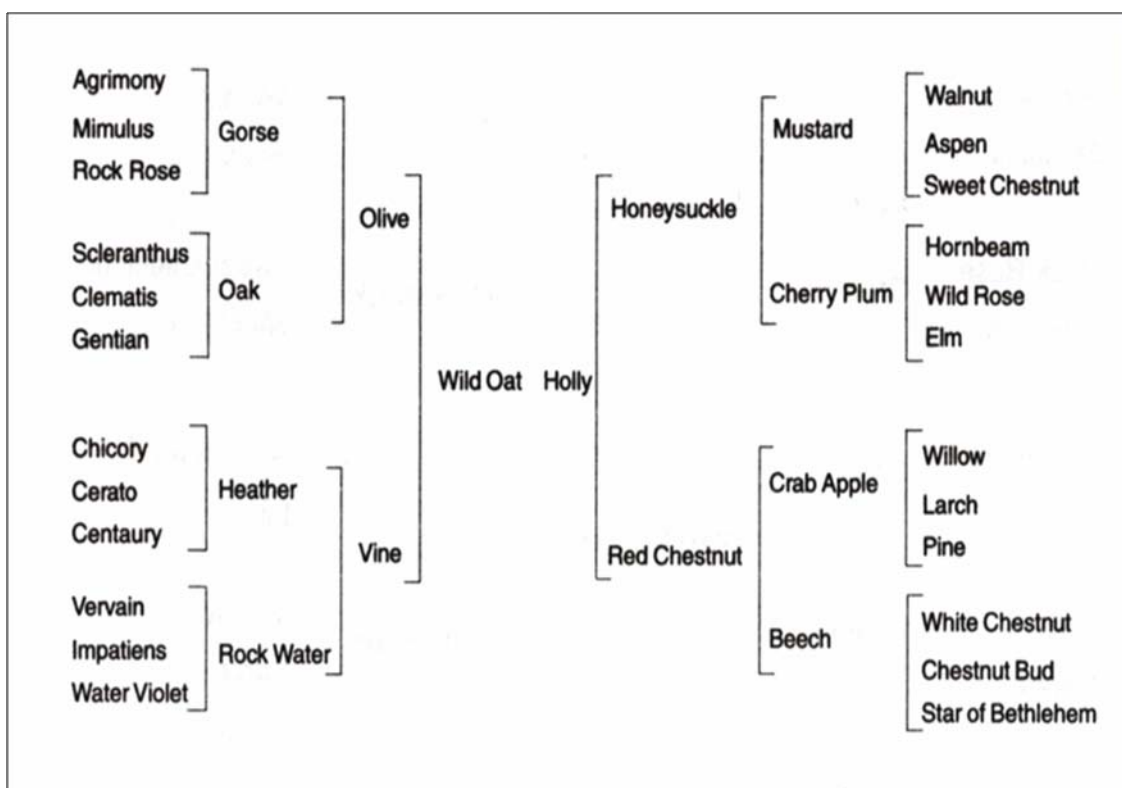 Agrimony
Mimulus
Rock Rose
Gorse
Scleranthus
Clematis
Gentian
Oak
Olive
Chicory
Cerato
Centaury
Heather
Vervain
Impatiens
Water Violet
Rock Water
Vine
Wild Oat
Holly
Honeysuckle
Mustard
Walnut
Aspen
Sweet Chestnut
Cherry Plum
Hornbeam
Wild Rose
Elm
Red Chestnut
Crab Apple
Willow
Larch
Pine
Beech
White Chestnut
Chestnut Bud
Star of Bethlehem